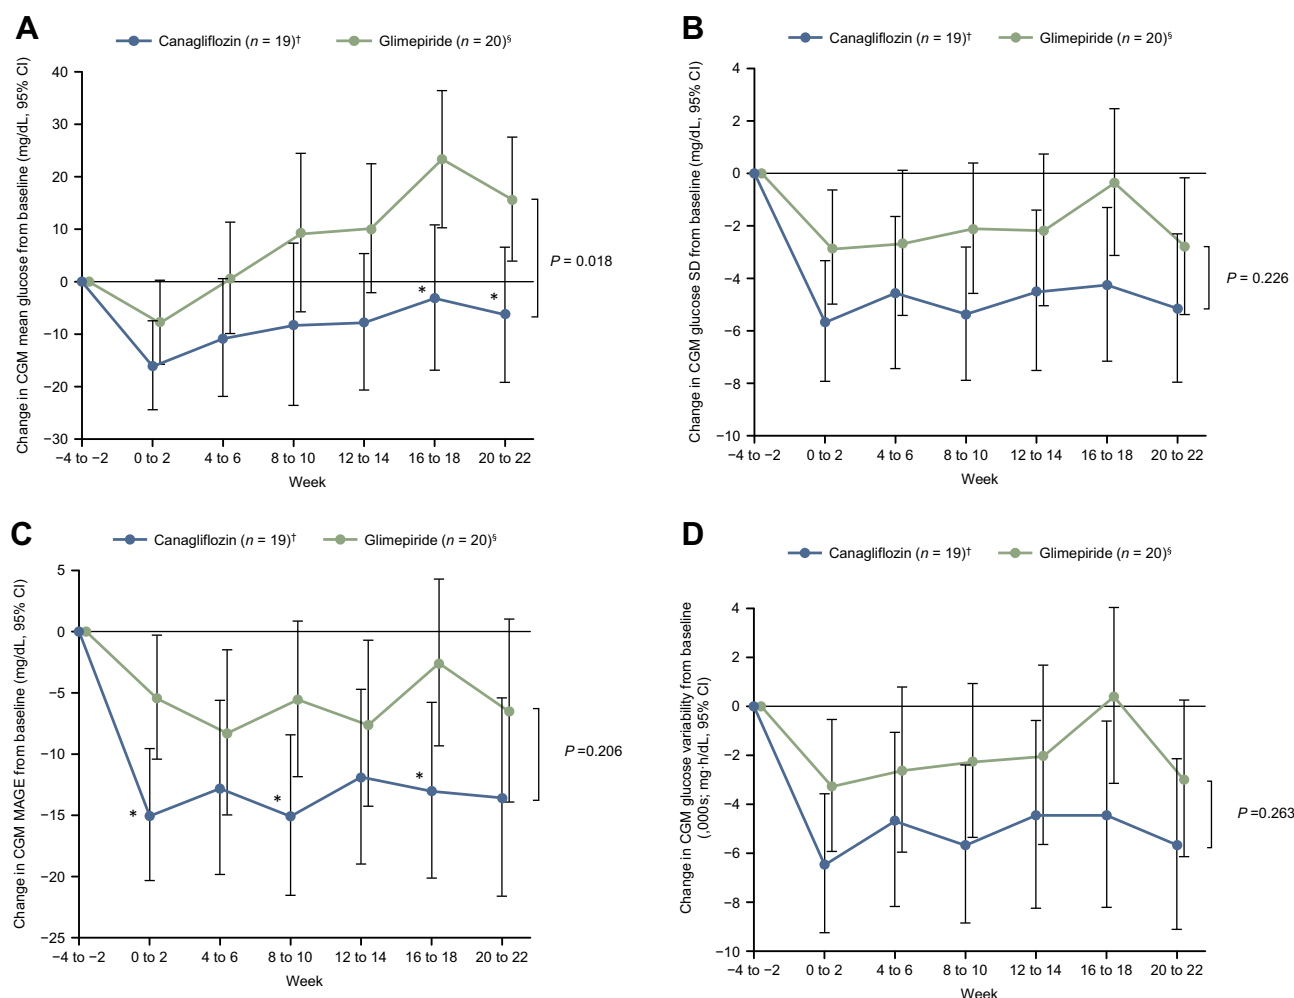 A
Canagliflozin (n = 19)†
Glimepiride (n = 20)§
Change in CGM mean glucose from baseline (mg/dL, 95% CI)
40
30
20
10
0
−10
−20
−30
*
*
P = 0.018
−4 to −2 0 to 2 4 to 6 8 to 10 12 to 14 16 to 18 20 to 22
Week
B
Canagliflozin (n = 19)†
Glimepiride (n = 20)§
Change in CGM glucose SD from baseline (mg/dL, 95% CI)
4
2
0
−2
−4
−6
−8
−10
P = 0.226
−4 to −2 0 to 2 4 to 6 8 to 10 12 to 14 16 to 18 20 to 22
Week
C
Canagliflozin (n = 19)†
Glimepiride (n = 20)§
Change in CGM MAGE from baseline (mg/dL, 95% CI)
5
0
−5
−10
−15
−20
−25
*
*
*
P =0.206
−4 to −2 0 to 2 4 to 6 8 to 10 12 to 14 16 to 18 20 to 22
Week
D
Canagliflozin (n = 19)†
Glimepiride (n = 20)§
Change in CGM glucose variability from baseline
(,000s; mg·h/dL, 95% CI)
4
2
0
−2
−4
−6
−8
−10
P =0.263
−4 to −2 0 to 2 4 to 6 8 to 10 12 to 14 16 to 18 20 to 22
Week